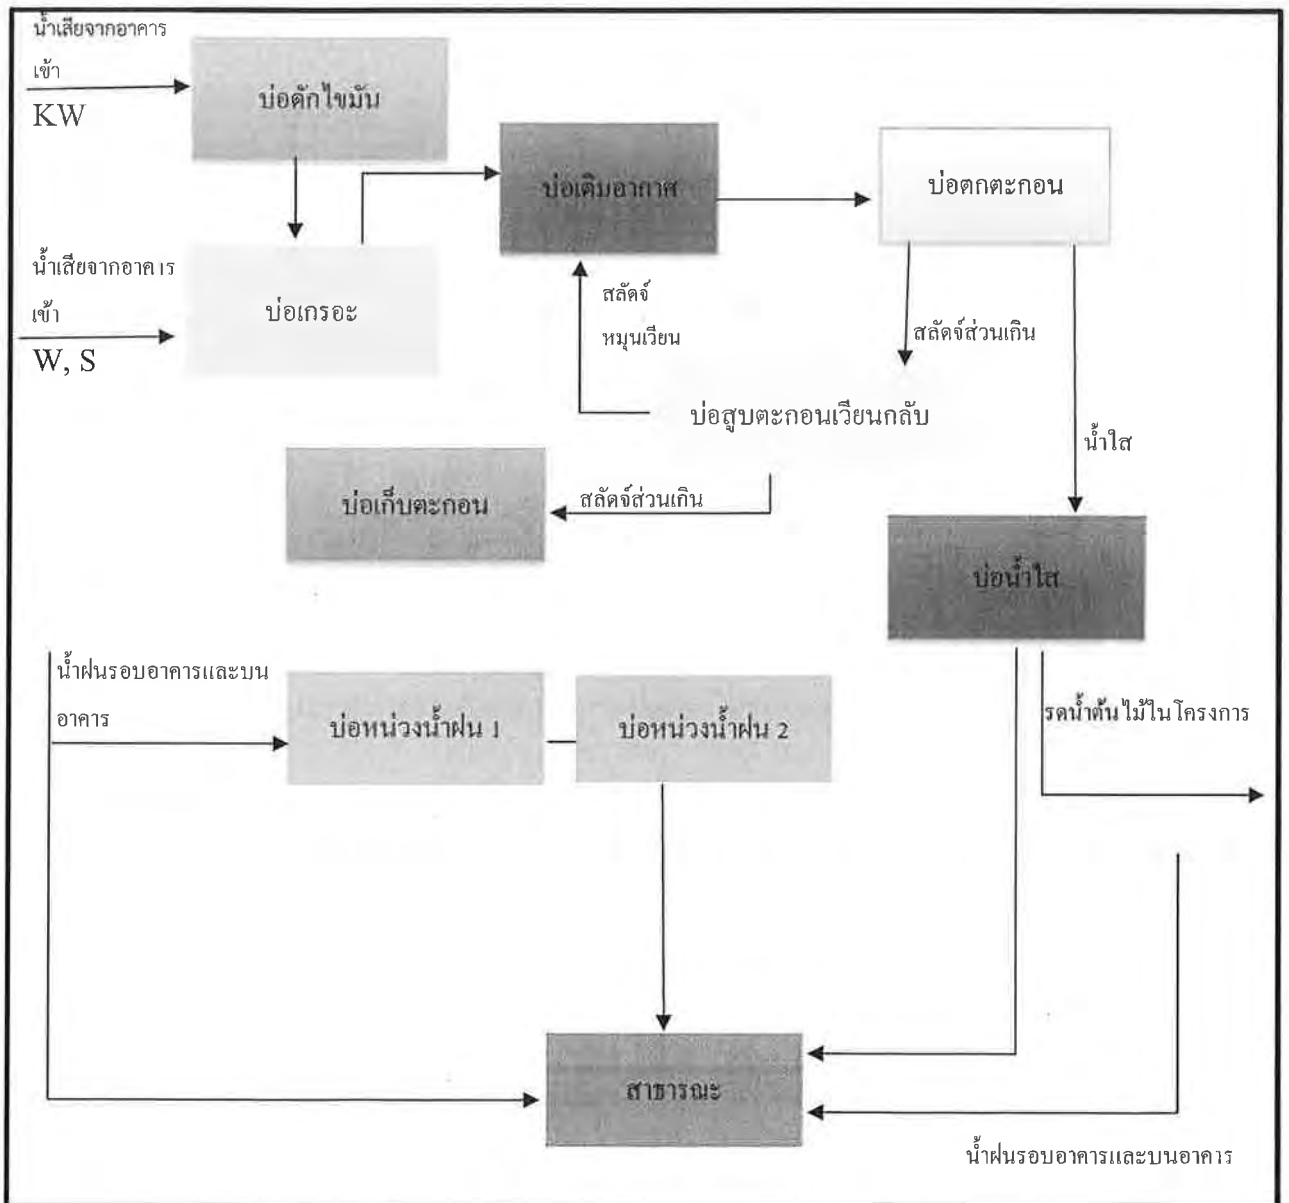 น้ำเสียจากอาคาร
เข้า
KW
บ่อดักไขมัน
บ่อเติมอากาศ
บ่อตกตะกอน
น้ำเสียจากอาคาร
เข้า
W, S
บ่อเกรอะ
สลัดจ์
หมุนเวียน
สลัดจ์ส่วนเกิน
บ่อสูบตะกอนเวียนกลับ
น้ำใส
บ่อเก็บตะกอน
สลัดจ์ส่วนเกิน
บ่อน้ำใส
น้ำฝนรอบอาคารและบน
อาคาร
บ่อหน่วงน้ำฝน 1
บ่อหน่วงน้ำฝน 2
รดน้ำต้นไม้ในโครงการ
สาธารณะ
น้ำฝนรอบอาคารและบนอาคาร